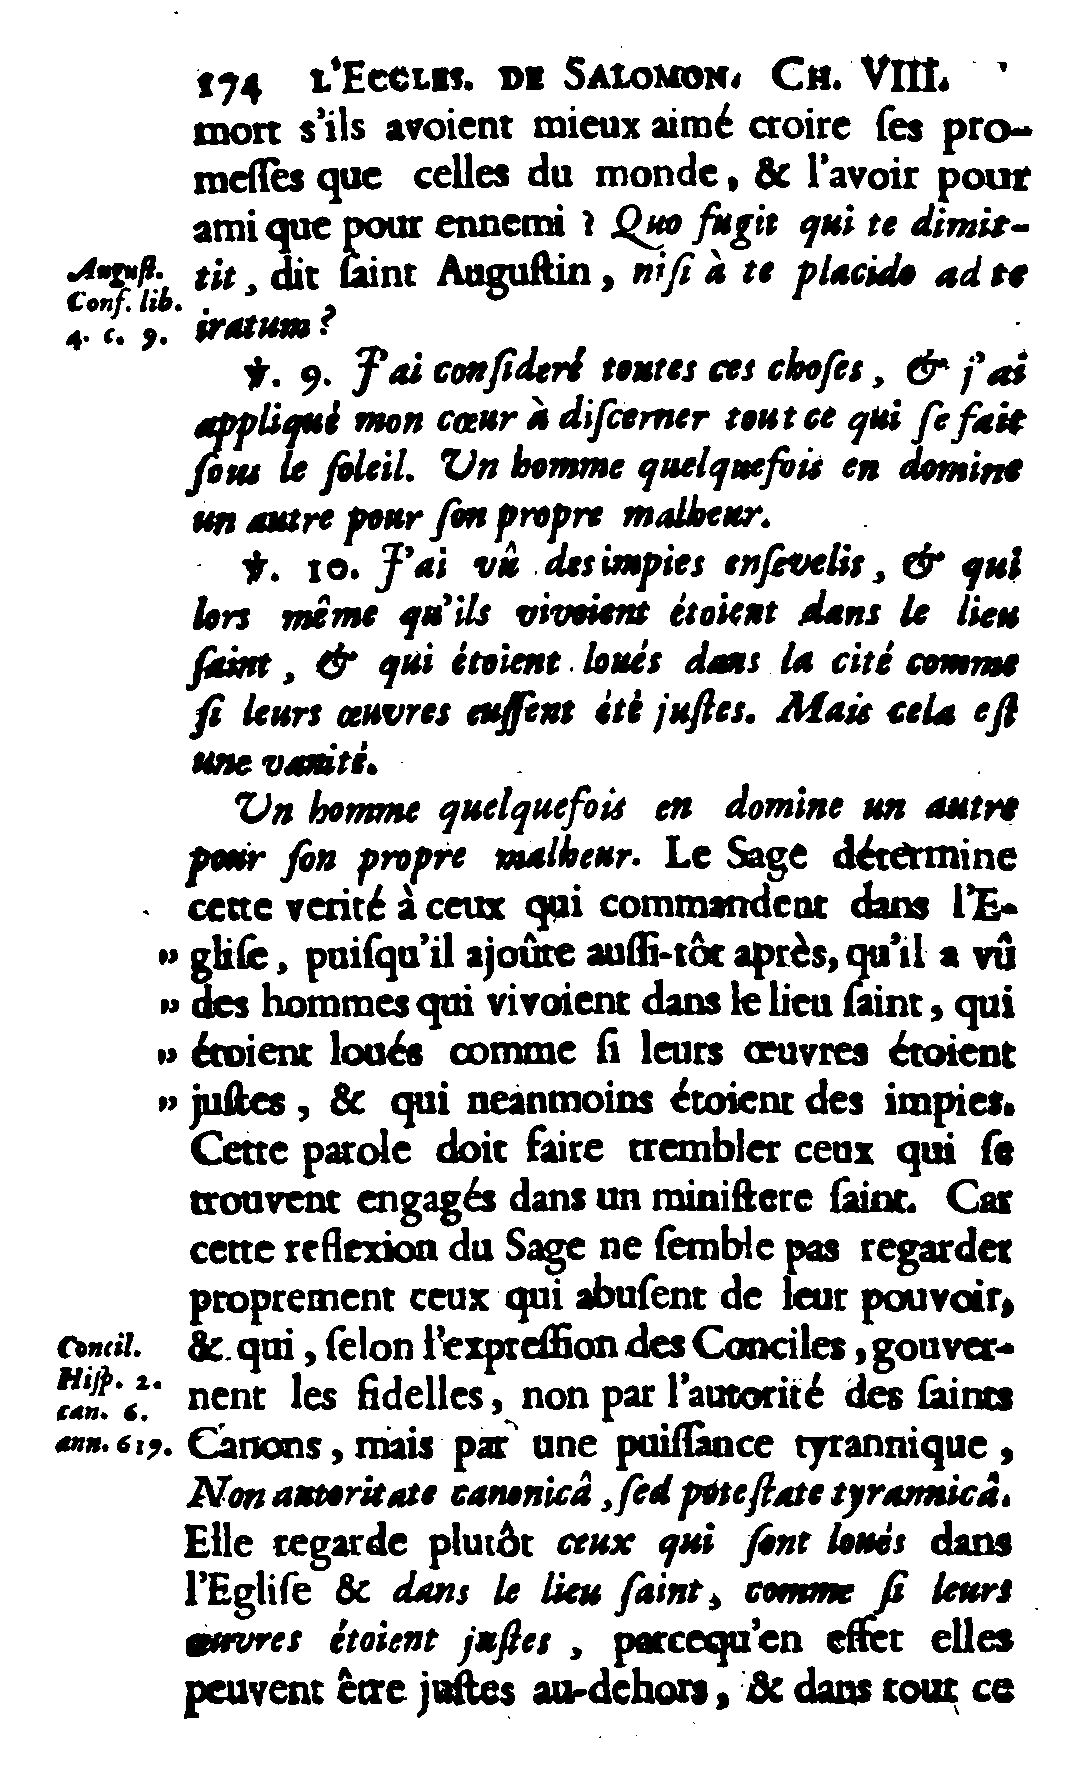 174 L'ECCLES. DE SALOMON. CH. VIII.
mort s'ils avoient mieux aimé croire ſes pro-
meſſes que celles du monde, & l'avoir pour
ami que pour ennemi ? Quo fugit qui te dimit-
tit, dit ſaint Auguſtin, niſi à te placido ad te
iratum ?
Auguſt.
Conf. lib.
4. c. 9.
℣. 9. J'ai conſideré toutes ces choſes, & j'ai
appliqué mon cœur à diſcerner tout ce qui ſe fait
ſous le ſoleil. Un homme quelquefois en domine
un autre pour ſon propre malheur.
℣. 10. J'ai vû des impies enſevelis, & qui
lors même qu'ils vivoient étoient dans le lieu
ſaint, & qui étoient loués dans la cité comme
ſi leurs œuvres euſſent été juſtes. Mais cela eſt
une vanité.
Un homme quelquefois en domine un autre
pour ſon propre malheur. Le Sage détermine
cette verité à ceux qui commandent dans l'E-
" gliſe, puiſqu'il ajoûte auſſi-tôt après, qu'il a vû
" des hommes qui vivoient dans le lieu ſaint, qui
" étoient loués comme ſi leurs œuvres étoient
" juſtes, & qui neanmoins étoient des impies.
Cette parole doit faire trembler ceux qui ſe
trouvent engagés dans un miniſtere ſaint. Car
cette reflexion du Sage ne ſemble pas regarder
proprement ceux qui abuſent de leur pouvoir,
& qui, ſelon l'expreſſion des Conciles, gouver-
nent les fidelles, non par l'autorité des ſaints
Canons, mais par une puiſſance tyrannique,
Concil.
Hiſp. 2.
can. 6.
ann. 619.
Non autoritate canonicâ, ſed poteſtate tyrannicâ.
Elle regarde plutôt ceux qui ſont loués dans
l'Egliſe & dans le lieu ſaint, comme ſi leurs
œuvres étoient juſtes, parcequ'en effet elles
peuvent être juſtes au-dehors, & dans tout ce